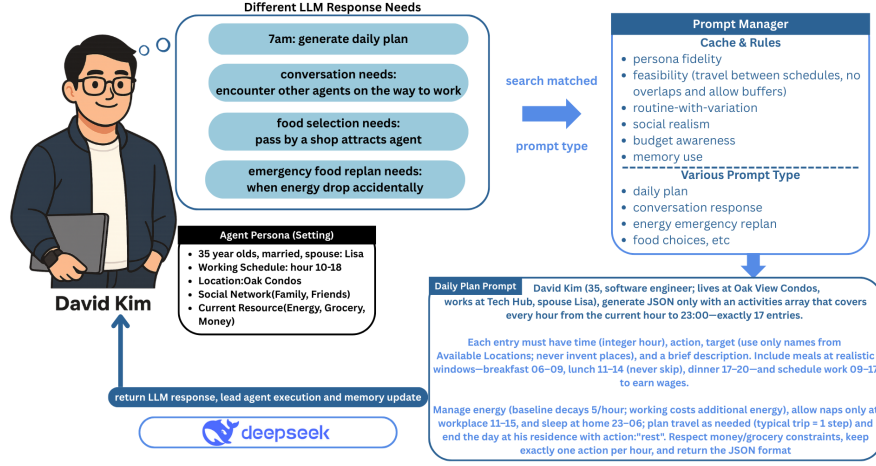 Different LLM Response Needs
7am: generate daily plan
conversation needs:
encounter other agents on the way to work
food selection needs:
pass by a shop attracts agent
emergency food replan needs:
when energy drop accidentally
search matched
prompt type
Prompt Manager
Cache & Rules
• persona fidelity
• feasibility (travel between schedules, no
overlaps and allow buffers)
• routine-with-variation
• social realism
• budget awareness
• memory use
Various Prompt Type
• daily plan
• conversation response
• energy emergency replan
• food choices, etc
Agent Persona (Setting)
• 35 year olds, married, spouse: Lisa
• Working Schedule: hour 10-18
• Location:Oak Condos
• Social Network(Family, Friends)
• Current Resource(Energy, Grocery,
Money)
David Kim
Daily Plan Prompt
David Kim (35, software engineer; lives at Oak View Condos,
works at Tech Hub, spouse Lisa), generate JSON only with an activities array that covers
every hour from the current hour to 23:00—exactly 17 entries.
Each entry must have time (integer hour), action, target (use only names from
Available Locations; never invent places), and a brief description. Include meals at realistic
windows—breakfast 06–09, lunch 11–14 (never skip), dinner 17–20—and schedule work 09–17
to earn wages.
Manage energy (baseline decays 5/hour; working costs additional energy), allow naps only at
workplace 11–15, and sleep at home 23–06; plan travel as needed (typical trip = 1 step) and
end the day at his residence with action:"rest". Respect money/grocery constraints, keep
exactly one action per hour, and return the JSON format
return LLM response, lead agent execution and memory update
deepseek